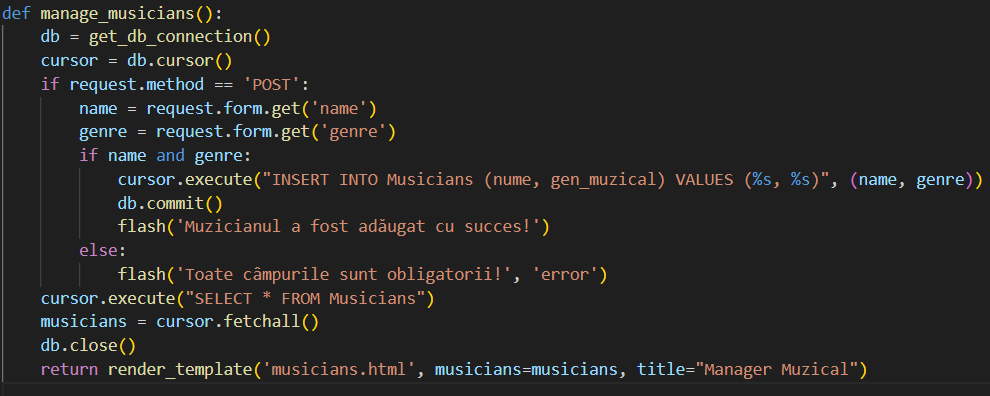 def manage_musicians():
    db = get_db_connection()
    cursor = db.cursor()
    if request.method == 'POST':
        name = request.form.get('name')
        genre = request.form.get('genre')
        if name and genre:
            cursor.execute("INSERT INTO Musicians (nume, gen_muzical) VALUES (%s, %s)", (name, genre))
            db.commit()
            flash('Muzicianul a fost adăugat cu succes!')
        else:
            flash('Toate câmpurile sunt obligatorii!', 'error')
    cursor.execute("SELECT * FROM Musicians")
    musicians = cursor.fetchall()
    db.close()
    return render_template('musicians.html', musicians=musicians, title="Manager Muzical")